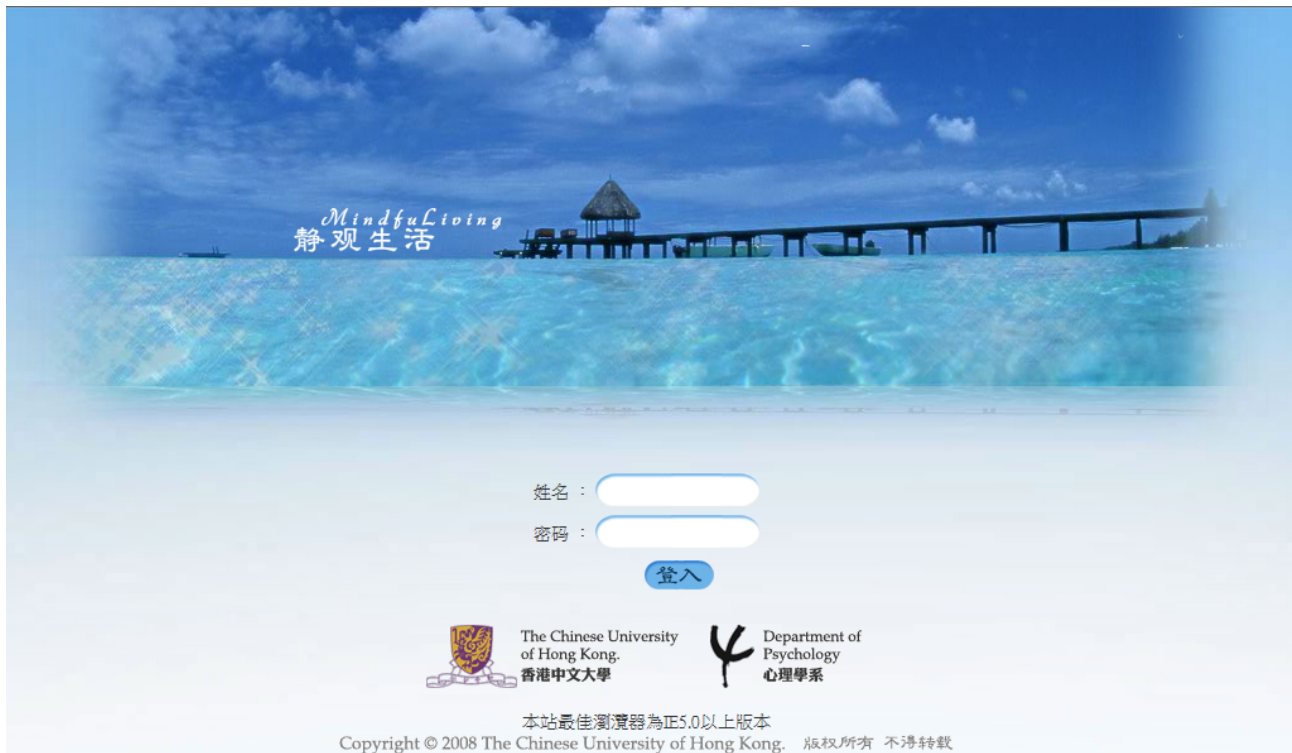 MindfuLiving
静观生活
姓名 :
密码 :
登入
The Chinese University
of Hong Kong.
香港中文大學
Department of
Psychology
心理學系
本站最佳瀏覽器為IE5.0以上版本
Copyright © 2008 The Chinese University of Hong Kong. 版权所有 不得转载